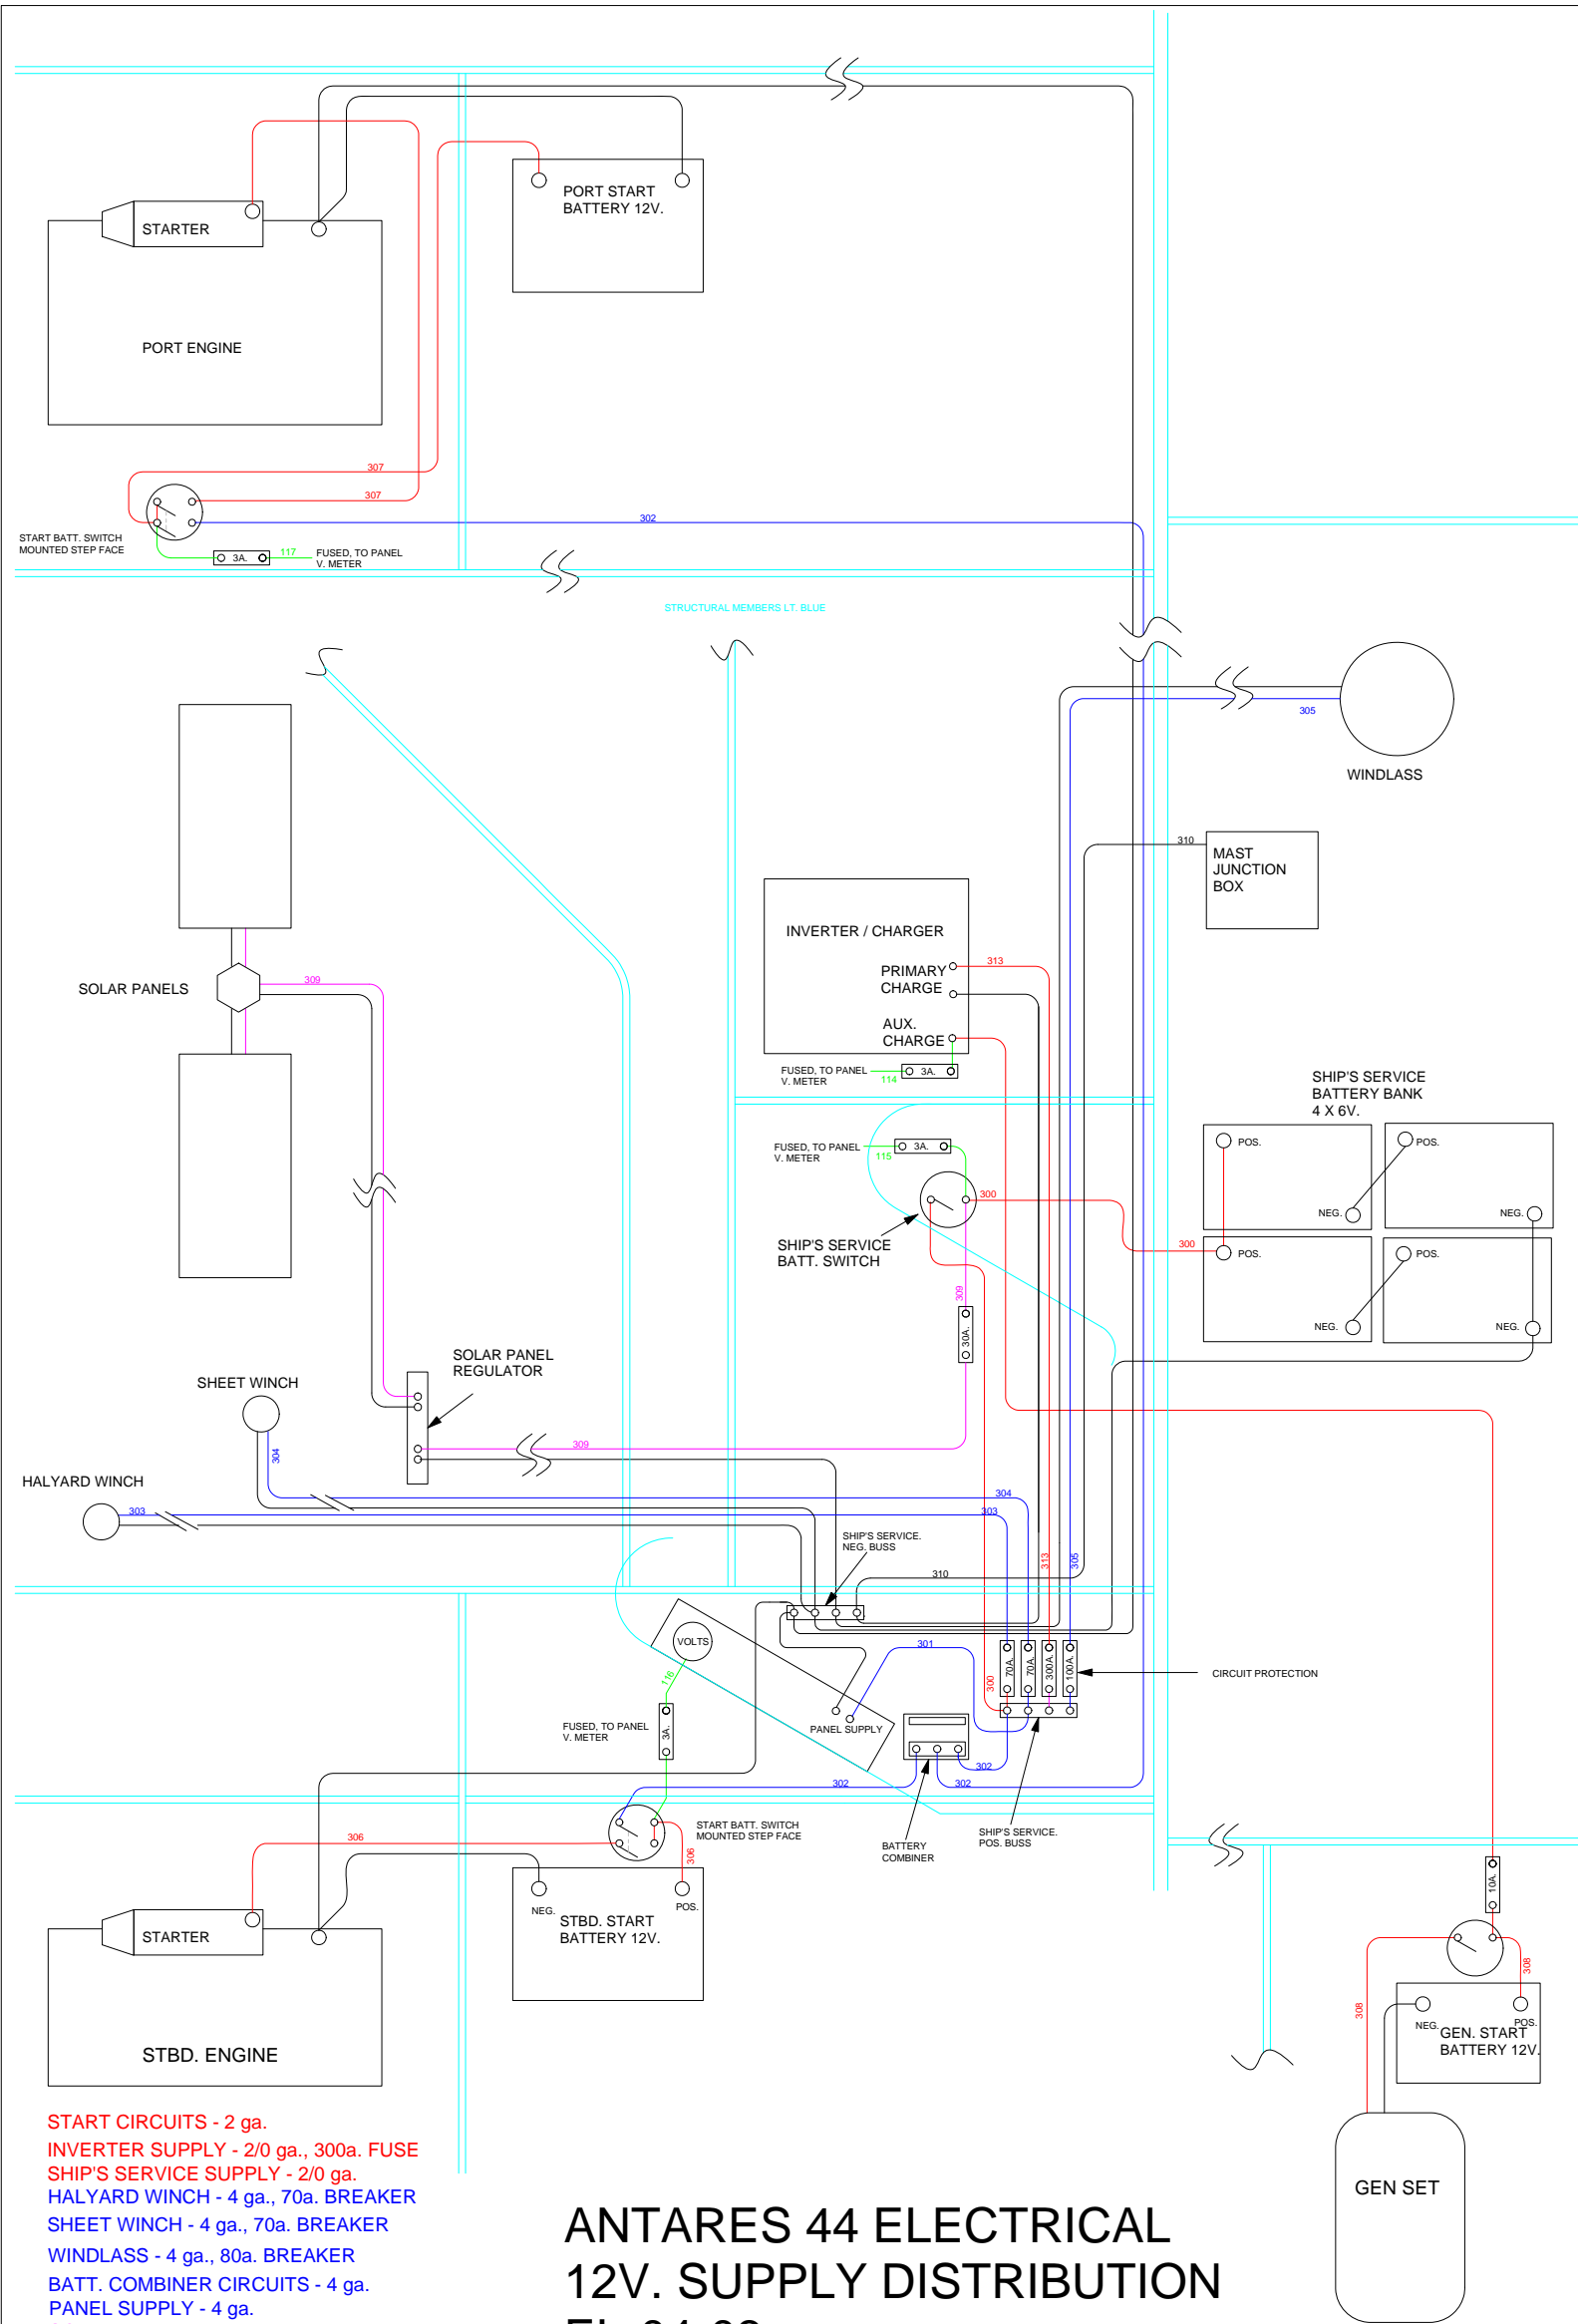 STARTER
PORT ENGINE
PORT START
BATTERY 12V.
307
307
302
START BATT. SWITCH
MOUNTED STEP FACE
3A.
117
FUSED, TO PANEL
V. METER
STRUCTURAL MEMBERS LT. BLUE
305
WINDLASS
310
MAST
JUNCTION
BOX
INVERTER / CHARGER
PRIMARY
CHARGE
313
AUX.
CHARGE
FUSED, TO PANEL
V. METER
114
3A.
SOLAR PANELS
309
SHIP'S SERVICE
BATTERY BANK
4 X 6V.
POS.
POS.
NEG.
NEG.
POS.
POS.
NEG.
NEG.
FUSED, TO PANEL
V. METER
115
3A.
300
300
SHIP'S SERVICE
BATT. SWITCH
309
30A.
SOLAR PANEL
REGULATOR
SHEET WINCH
304
309
HALYARD WINCH
303
304
303
SHIP'S SERVICE.
NEG. BUSS
310
313
305
VOLTS
116
301
300
70A.
70A.
300A.
100A.
CIRCUIT PROTECTION
PANEL SUPPLY
FUSED, TO PANEL
V. METER
3A.
302
302
302
START BATT. SWITCH
MOUNTED STEP FACE
BATTERY
COMBINER
SHIP'S SERVICE.
POS. BUSS
306
306
NEG.
POS.
STBD. START
BATTERY 12V.
STARTER
STBD. ENGINE
10A.
308
308
NEG.
POS.
GEN. START
BATTERY 12V.
GEN SET
START CIRCUITS - 2 ga.
INVERTER SUPPLY - 2/0 ga., 300a. FUSE
SHIP'S SERVICE SUPPLY - 2/0 ga.
HALYARD WINCH - 4 ga., 70a. BREAKER
SHEET WINCH - 4 ga., 70a. BREAKER
WINDLASS - 4 ga., 80a. BREAKER
BATT. COMBINER CIRCUITS - 4 ga.
PANEL SUPPLY - 4 ga.
ANTARES 44 ELECTRICAL
12V. SUPPLY DISTRIBUTION